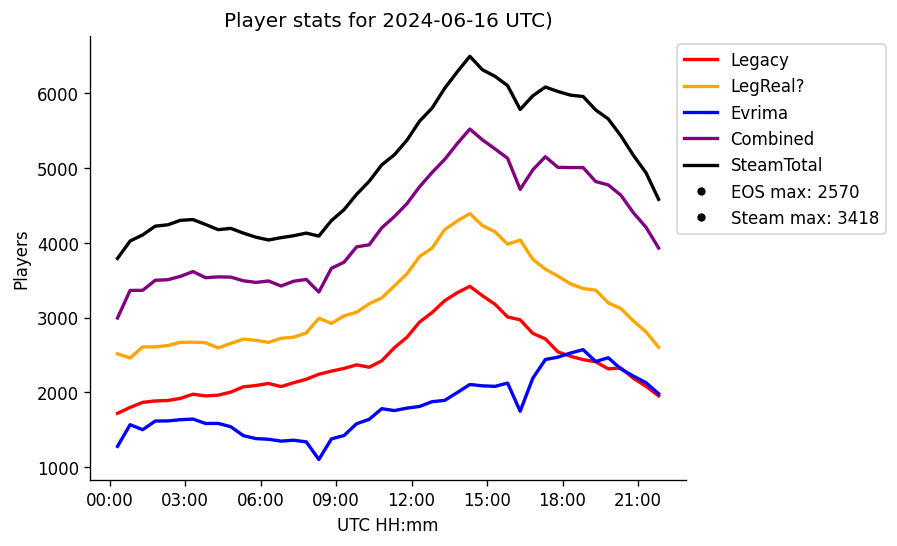 Player stats for 2024-06-16 UTC)
Players
6000
5000
4000
3000
2000
1000
00:00 03:00 06:00 09:00 12:00 15:00 18:00 21:00
UTC HH:mm
Legacy
LegReal?
Evrima
Combined
SteamTotal
EOS max: 2570
Steam max: 3418